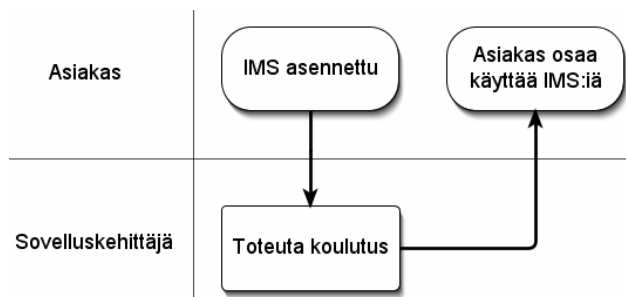 Asiakas
IMS asennettu
Asiakas osaa
käyttää IMS:iä
Sovelluskehittäjä
Toteuta koulutus